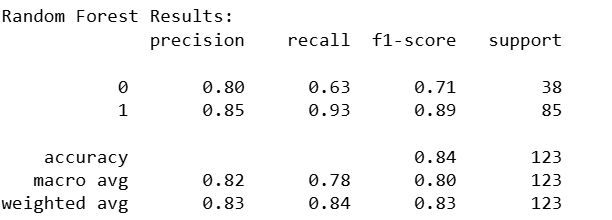 Random Forest Results:
precision recall f1-score support
0 0.80 0.63 0.71 38
1 0.85 0.93 0.89 85
accuracy 0.84 123
macro avg 0.82 0.78 0.80 123
weighted avg 0.83 0.84 0.83 123